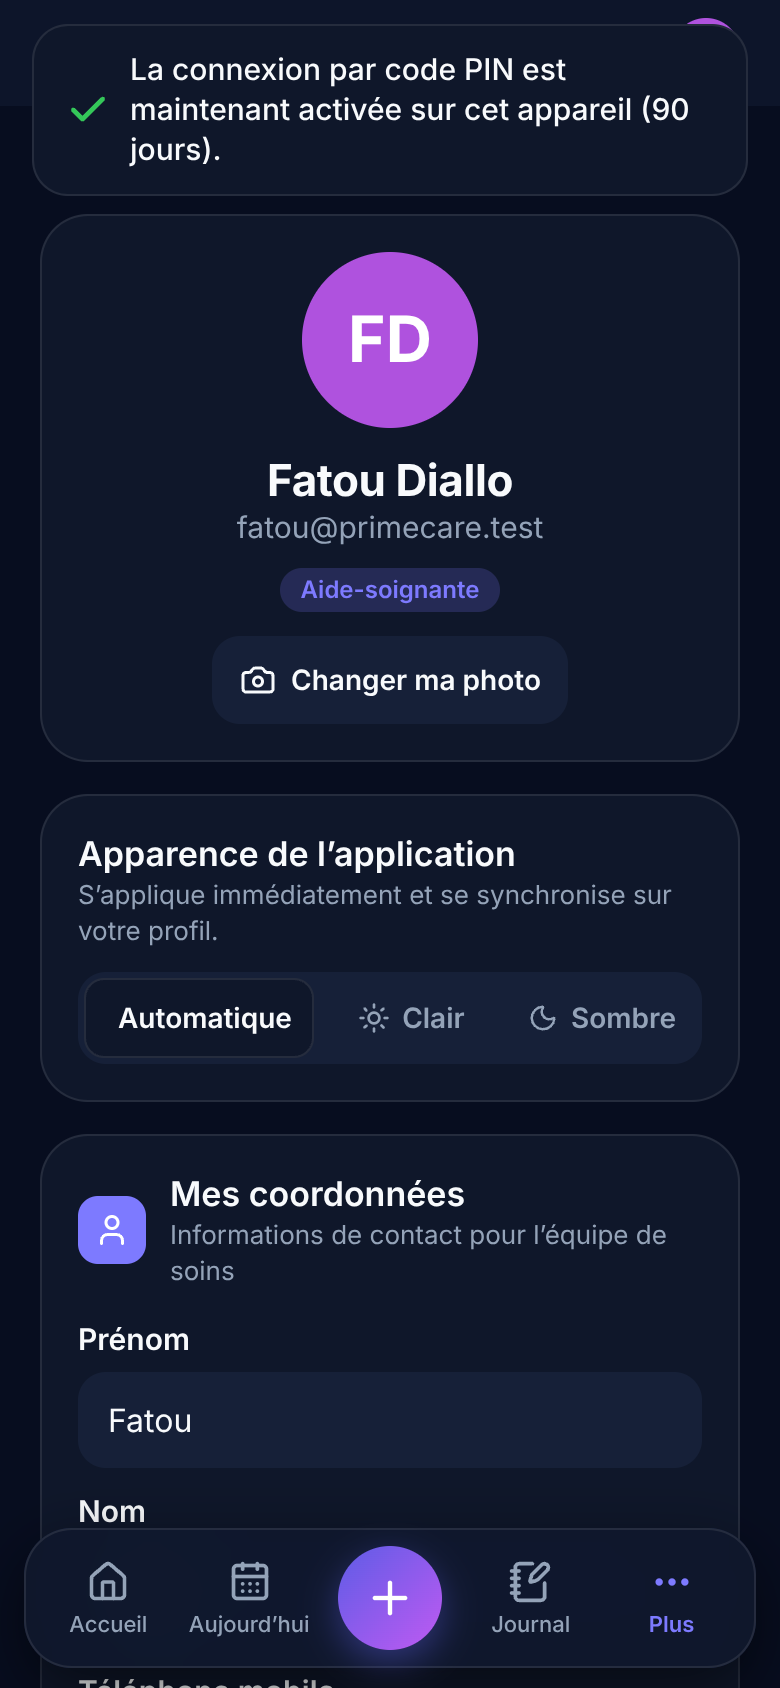 La connexion par code PIN est
maintenant activée sur cet appareil (90
jours).
FD
Fatou Diallo
fatou@primecare.test
Aide-soignante
Changer ma photo
Apparence de l’application
S’applique immédiatement et se synchronise sur
votre profil.
Automatique
Clair
Sombre
Mes coordonnées
Informations de contact pour l’équipe de
soins
Prénom
Fatou
Nom
Accueil
Aujourd’hui
Journal
Plus
Téléphone mobile